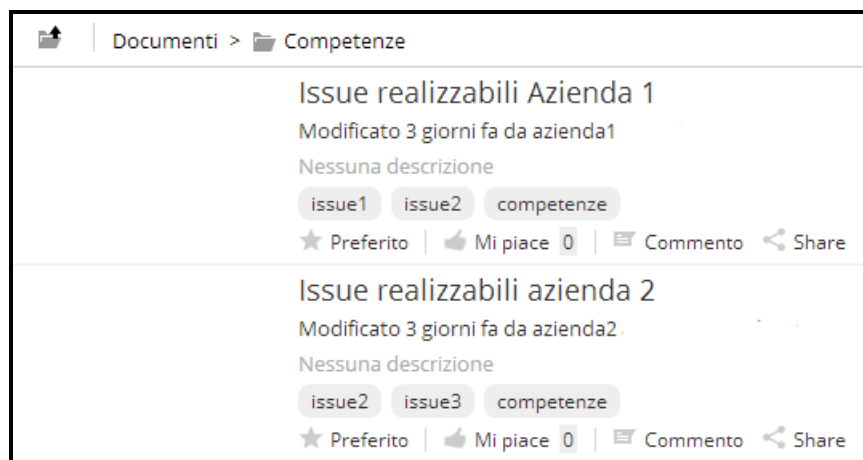 Documenti > Competenze
Issue realizzabili Azienda 1
Modificato 3 giorni fa da azienda1
Nessuna descrizione
issue1 issue2 competenze
Preferito Mi piace 0 Commento Share
Issue realizzabili azienda 2
Modificato 3 giorni fa da azienda2
Nessuna descrizione
issue2 issue3 competenze
Preferito Mi piace 0 Commento Share